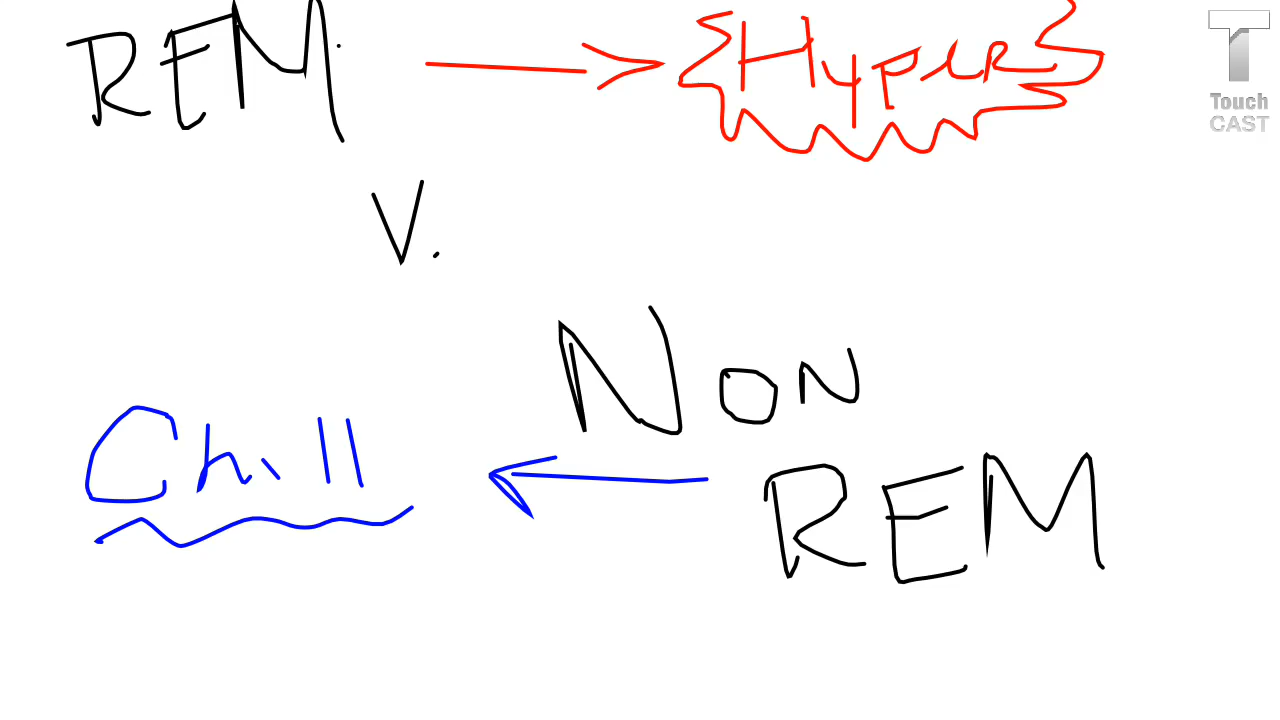 REM. → Hyper
V.
Non
Chill ← REM
Touch
CAST